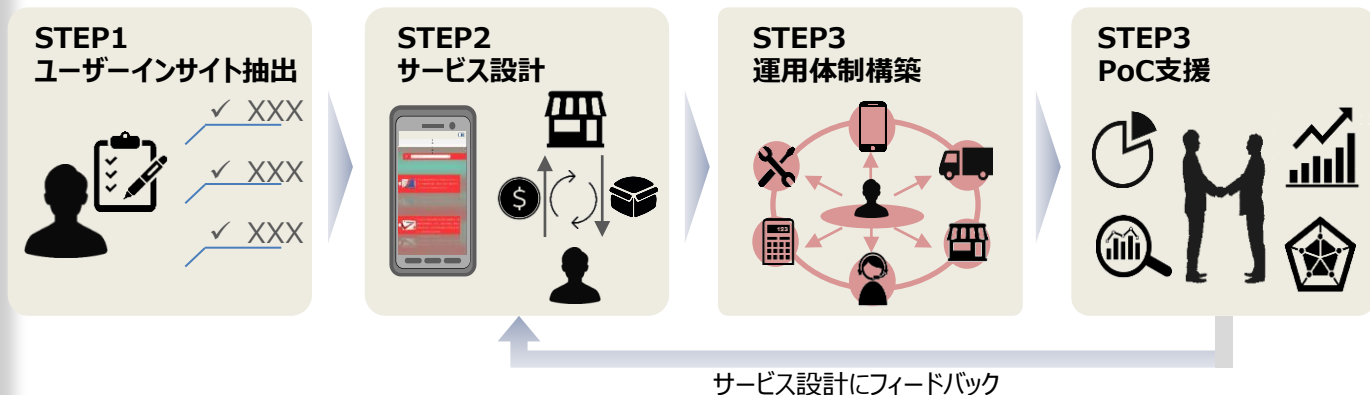 STEP1
ユーザーインサイト抽出
✓ XXX
✓ XXX
✓ XXX
STEP2
サービス設計
$
STEP3
運用体制構築
123
STEP3
PoC支援
サービス設計にフィードバック